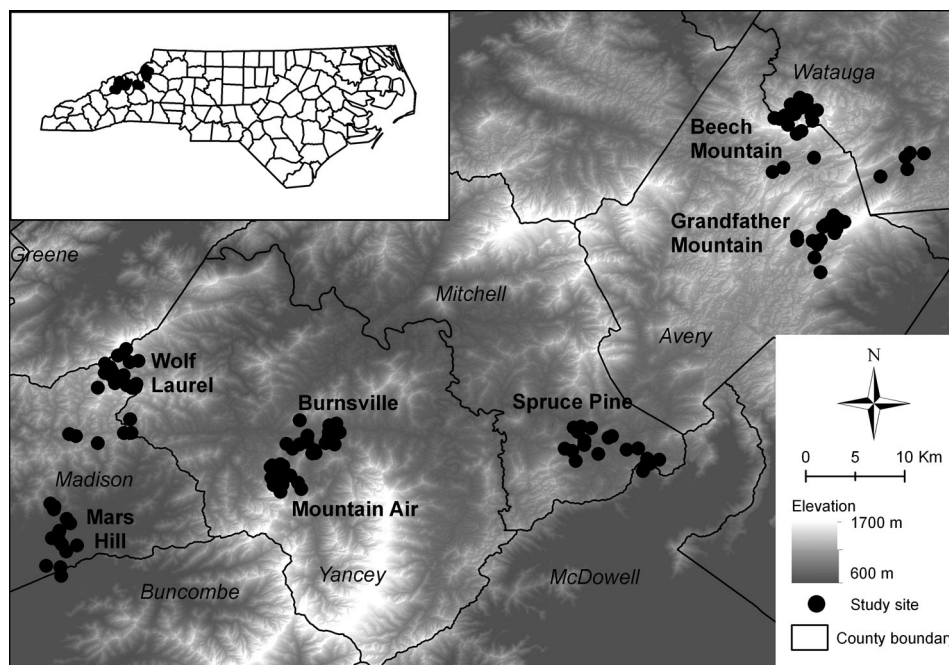 Watauga
Beech
Mountain
Grandfather
Mountain
Greene
Mitchell
Avery
Wolf
Laurel
Burnsville
Spruce Pine
Madison
Mars
Hill
Mountain Air
Buncombe
Yancey
McDowell
N
0 5 10 Km
Elevation
1700 m
600 m
Study site
County boundary